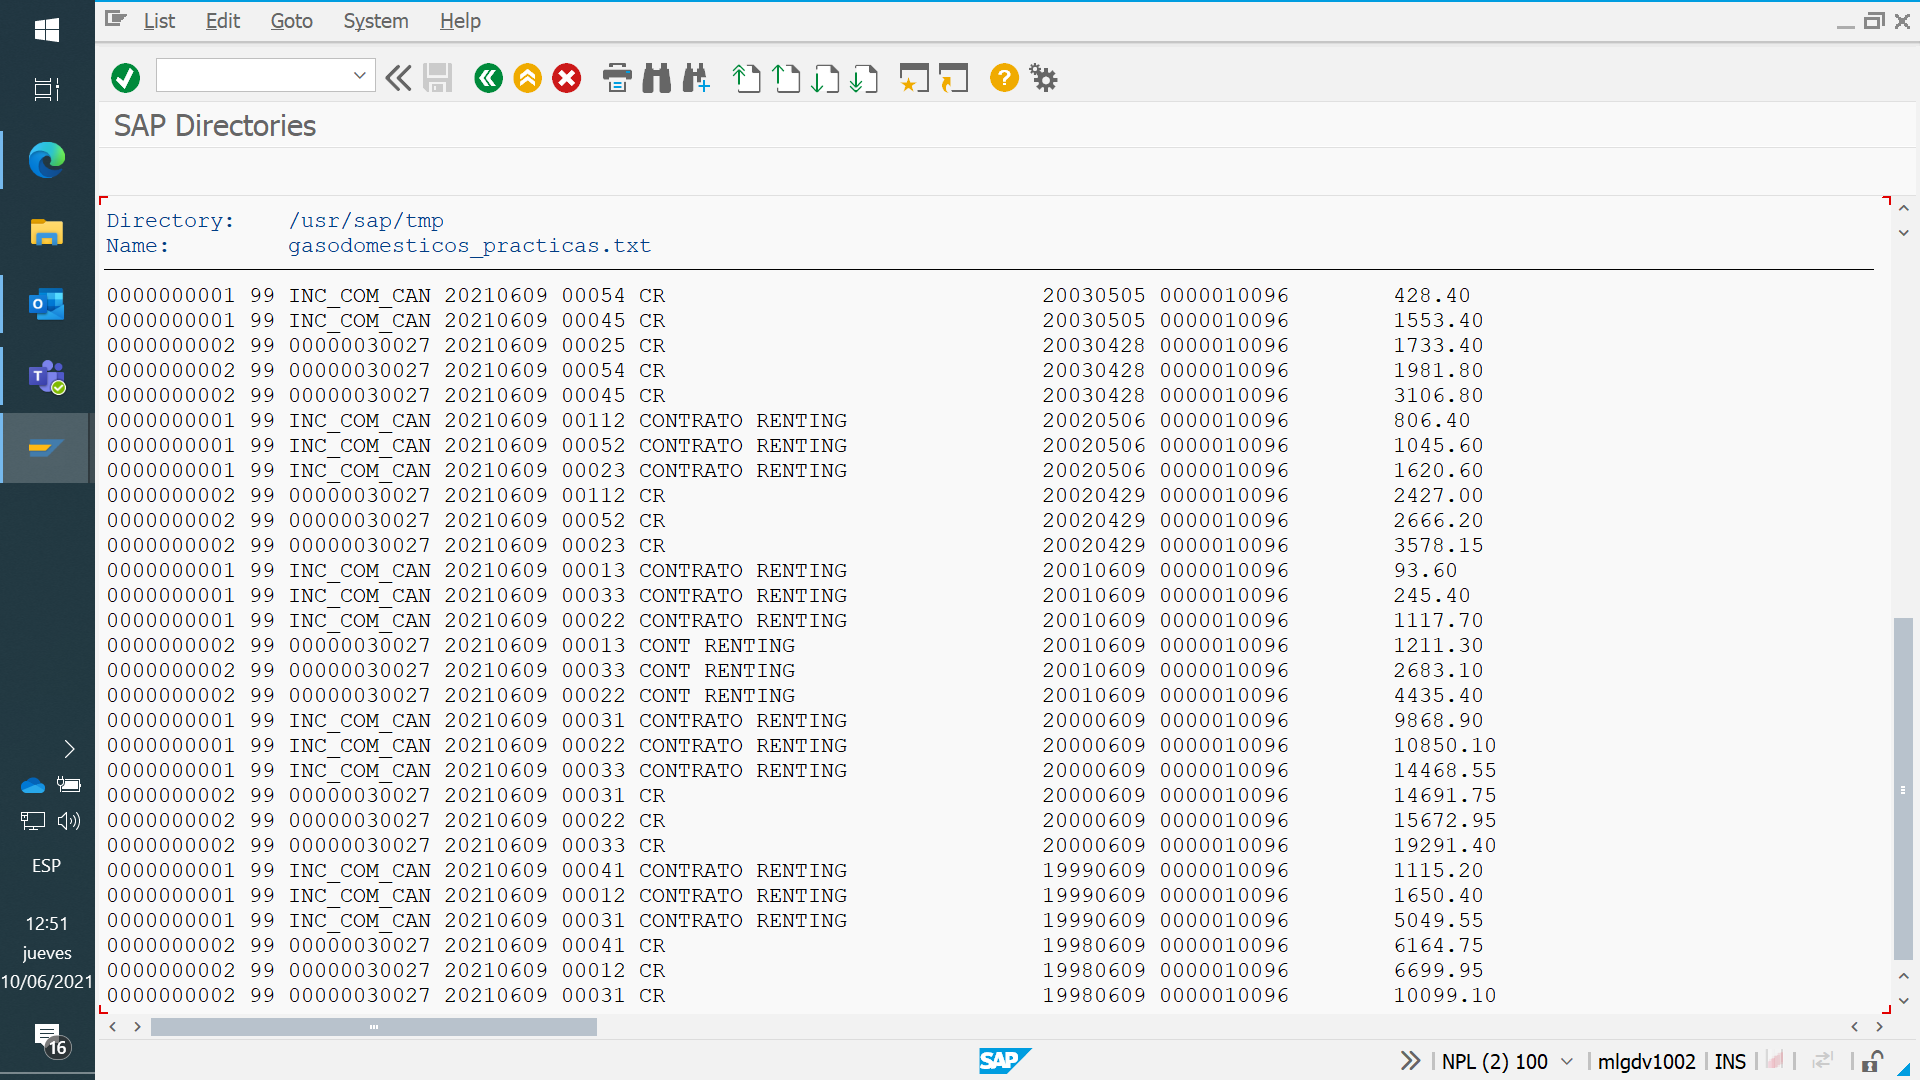 List Edit Goto System Help
SAP Directories
Directory: /usr/sap/tmp
Name: gasodomesticos_practicas.txt
0000000001 99 INC_COM_CAN 20210609 00054 CR 20030505 0000010096 428.40
0000000001 99 INC_COM_CAN 20210609 00045 CR 20030505 0000010096 1553.40
0000000002 99 00000030027 20210609 00025 CR 20030428 0000010096 1733.40
0000000002 99 00000030027 20210609 00054 CR 20030428 0000010096 1981.80
0000000002 99 00000030027 20210609 00045 CR 20030428 0000010096 3106.80
0000000001 99 INC_COM_CAN 20210609 00112 CONTRATO RENTING 20020506 0000010096 806.40
0000000001 99 INC_COM_CAN 20210609 00052 CONTRATO RENTING 20020506 0000010096 1045.60
0000000001 99 INC_COM_CAN 20210609 00023 CONTRATO RENTING 20020506 0000010096 1620.60
0000000002 99 00000030027 20210609 00112 CR 20020429 0000010096 2427.00
0000000002 99 00000030027 20210609 00052 CR 20020429 0000010096 2666.20
0000000002 99 00000030027 20210609 00023 CR 20020429 0000010096 3578.15
0000000001 99 INC_COM_CAN 20210609 00013 CONTRATO RENTING 20010609 0000010096 93.60
0000000001 99 INC_COM_CAN 20210609 00033 CONTRATO RENTING 20010609 0000010096 245.40
0000000001 99 INC_COM_CAN 20210609 00022 CONTRATO RENTING 20010609 0000010096 1117.70
0000000002 99 00000030027 20210609 00013 CONT RENTING 20010609 0000010096 1211.30
0000000002 99 00000030027 20210609 00033 CONT RENTING 20010609 0000010096 2683.10
0000000002 99 00000030027 20210609 00022 CONT RENTING 20010609 0000010096 4435.40
0000000001 99 INC_COM_CAN 20210609 00031 CONTRATO RENTING 20000609 0000010096 9868.90
0000000001 99 INC_COM_CAN 20210609 00022 CONTRATO RENTING 20000609 0000010096 10850.10
0000000001 99 INC_COM_CAN 20210609 00033 CONTRATO RENTING 20000609 0000010096 14468.55
0000000002 99 00000030027 20210609 00031 CR 20000609 0000010096 14691.75
0000000002 99 00000030027 20210609 00022 CR 20000609 0000010096 15672.95
0000000002 99 00000030027 20210609 00033 CR 20000609 0000010096 19291.40
0000000001 99 INC_COM_CAN 20210609 00041 CONTRATO RENTING 19990609 0000010096 1115.20
0000000001 99 INC_COM_CAN 20210609 00012 CONTRATO RENTING 19990609 0000010096 1650.40
0000000001 99 INC_COM_CAN 20210609 00031 CONTRATO RENTING 19990609 0000010096 5049.55
0000000002 99 00000030027 20210609 00041 CR 19980609 0000010096 6164.75
0000000002 99 00000030027 20210609 00012 CR 19980609 0000010096 6699.95
0000000002 99 00000030027 20210609 00031 CR 19980609 0000010096 10099.10
ESP
12:51
jueves
10/06/2021
16
SAP
NPL (2) 100 mlgdv1002 INS